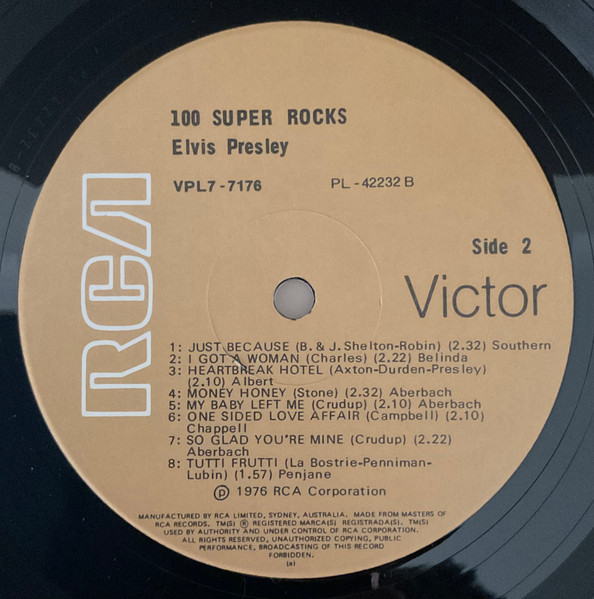 100 SUPER ROCKS
Elvis Presley
VPL7-7176 PL-42232 B
RCA
Side 2
Victor
1: JUST BECAUSE (B. & J. Shelton-Robin) (2.32) Southern
2: I GOT A WOMAN (Charles) (2.22) Belinda
3: HEARTBREAK HOTEL (Axton-Durden-Presley)
(2.10) Albert
4: MONEY HONEY (Stone) (2.32) Aberbach
5: MY BABY LEFT ME (Crudup) (2.10) Aberbach
6: ONE SIDED LOVE AFFAIR (Campbell) (2.10)
Chappell
7: SO GLAD YOU'RE MINE (Crudup) (2.22)
Aberbach
8: TUTTI FRUTTI (La Bostrie-Penniman-
Lubin) (1.57) Penjane
℗ 1976 RCA Corporation
MANUFACTURED BY RCA LIMITED, SYDNEY, AUSTRALIA. MADE FROM MASTERS OF
RCA RECORDS. TM(S) ® REGISTERED MARCA(S) REGISTRADA(S). TM(S)
USED BY AUTHORITY AND UNDER CONTROL OF RCA CORPORATION.
ALL RIGHTS RESERVED, UNAUTHORIZED COPYING, PUBLIC
PERFORMANCE, BROADCASTING OF THIS RECORD
FORBIDDEN.
(a)